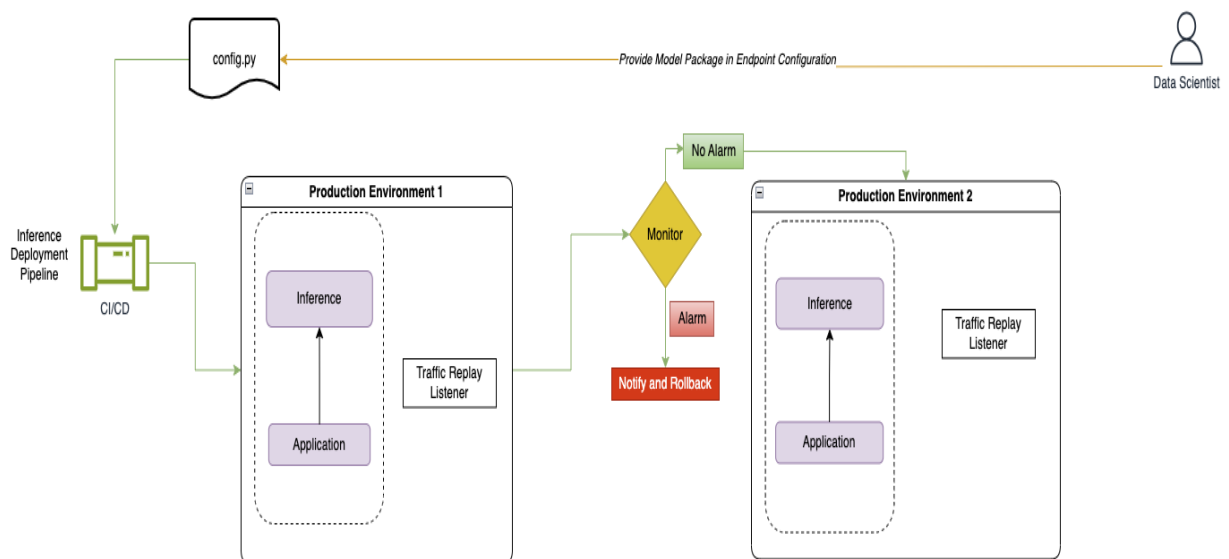 config.py
Provide Model Package in Endpoint Configuration
Data Scientist
Inference
Deployment
Pipeline
CI/CD
Production Environment 1
Inference
Application
Traffic Replay
Listener
Monitor
No Alarm
Alarm
Notify and Rollback
Production Environment 2
Inference
Application
Traffic Replay
Listener